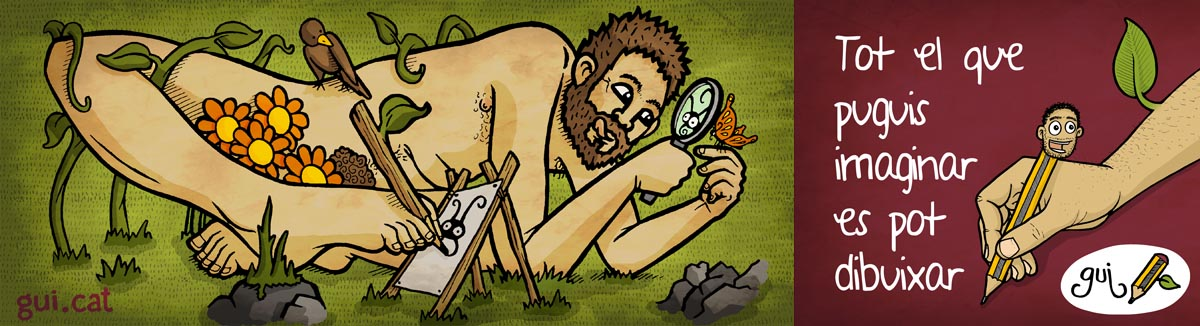 gui.cat
Tot el que
puguis
imaginar
es pot
dibuixar
gui